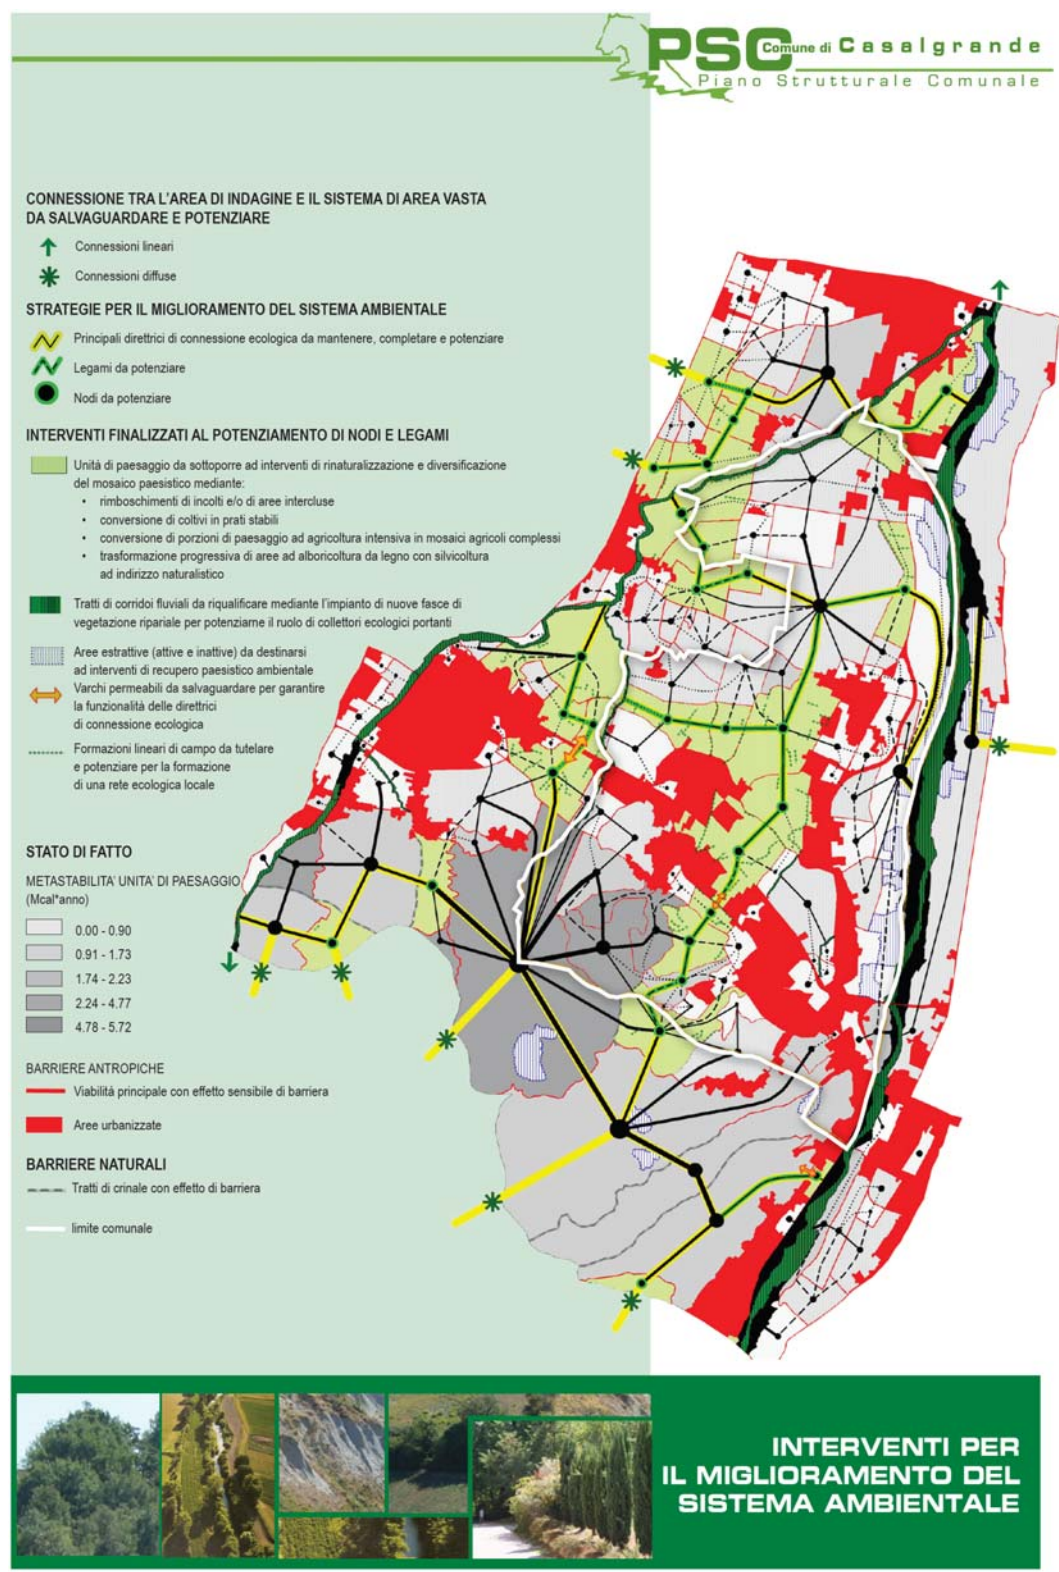 PSC Comune di Casalgrande
Piano Strutturale Comunale
CONNESSIONE TRA L'AREA DI INDAGINE E IL SISTEMA DI AREA VASTA
DA SALVAGUARDARE E POTENZIARE
Connessioni lineari
Connessioni diffuse
STRATEGIE PER IL MIGLIORAMENTO DEL SISTEMA AMBIENTALE
Principali direttrici di connessione ecologica da mantenere, completare e potenziare
Legami da potenziare
Nodi da potenziare
INTERVENTI FINALIZZATI AL POTENZIAMENTO DI NODI E LEGAMI
Unità di paesaggio da sottoporre ad interventi di rinaturalizzazione e diversificazione
del mosaico paesistico mediante:
• rimboschimenti di incolti e/o di aree intercluse
• conversione di coltivi in prati stabili
• conversione di porzioni di paesaggio ad agricoltura intensiva in mosaici agricoli complessi
• trasformazione progressiva di aree ad alboricoltura da legno con silvicoltura
ad indirizzo naturalistico
Tratti di corridoi fluviali da riqualificare mediante l'impianto di nuove fasce di
vegetazione ripariale per potenziarne il ruolo di collettori ecologici portanti
Aree estrattive (attive e inattive) da destinarsi
ad interventi di recupero paesistico ambientale
Varchi permeabili da salvaguardare per garantire
la funzionalità delle direttrici
di connessione ecologica
Formazioni lineari di campo da tutelare
e potenziare per la formazione
di una rete ecologica locale
STATO DI FATTO
METASTABILITA' UNITA' DI PAESAGGIO
(Mcal*anno)
0.00 - 0.90
0.91 - 1.73
1.74 - 2.23
2.24 - 4.77
4.78 - 5.72
BARRIERE ANTROPICHE
Viabilità principale con effetto sensibile di barriera
Aree urbanizzate
BARRIERE NATURALI
Tratti di crinale con effetto di barriera
limite comunale
INTERVENTI PER
IL MIGLIORAMENTO DEL
SISTEMA AMBIENTALE